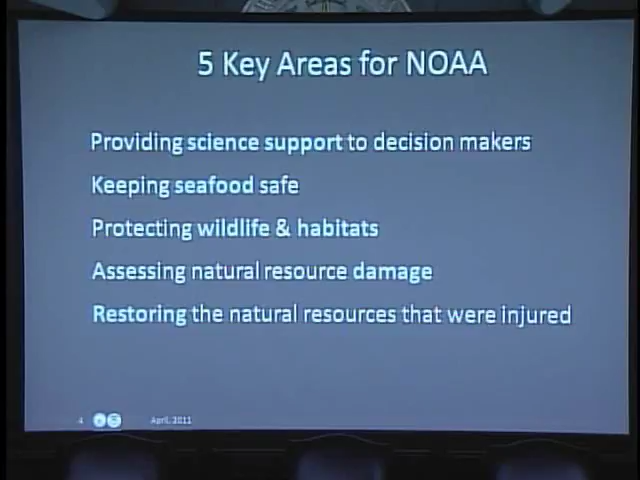 5 Key Areas for NOAA
Providing science support to decision makers
Keeping seafood safe
Protecting wildlife & habitats
Assessing natural resource damage
Restoring the natural resources that were injured
4 April, 2011